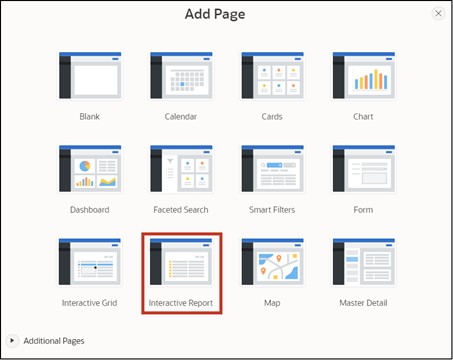 Add Page
Blank Calendar Cards Chart
Dashboard Faceted Search Smart Filters Form
Interactive Grid Interactive Report Map Master Detail
Additional Pages